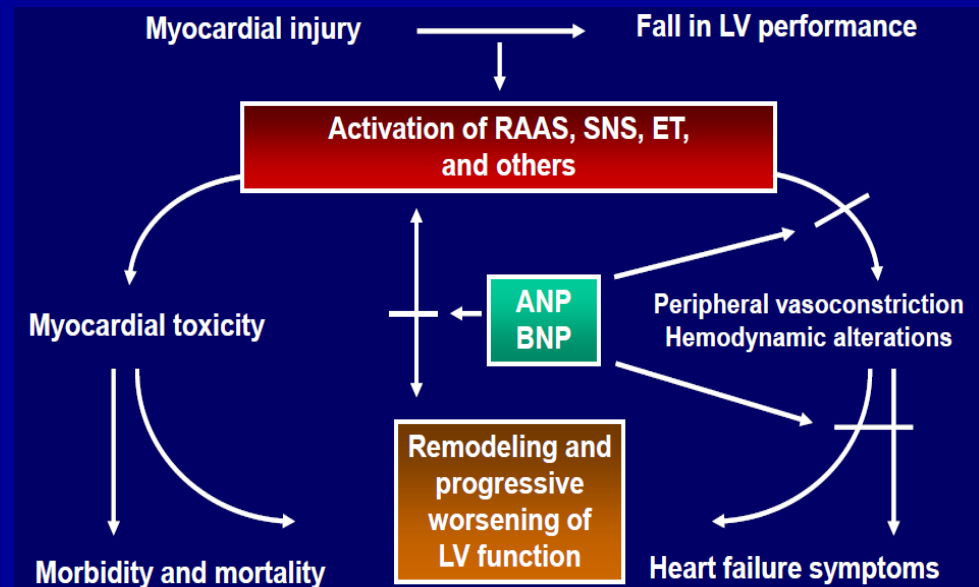 Myocardial injury
Fall in LV performance
Activation of RAAS, SNS, ET,
and others
ANP
BNP
Myocardial toxicity
Peripheral vasoconstriction
Hemodynamic alterations
Remodeling and
progressive
worsening of
LV function
Morbidity and mortality
Heart failure symptoms